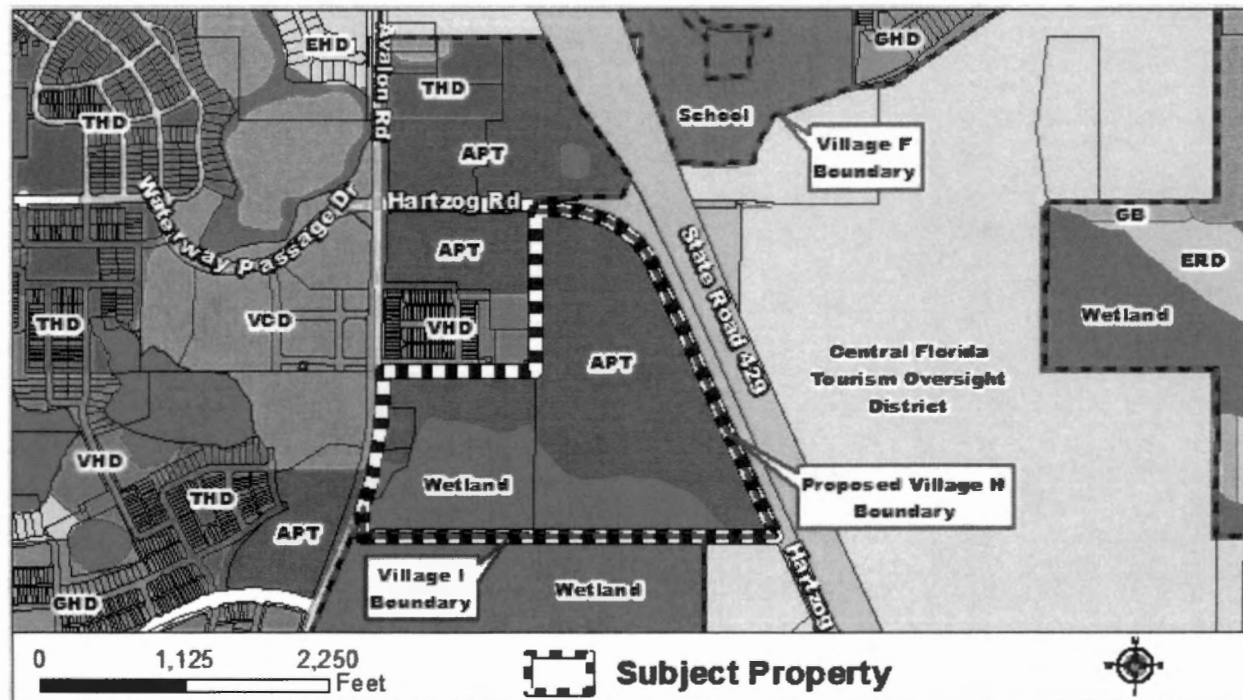 EHD
Avalon Rd
GHD
THD
School
THD
Village F
Boundary
APT
Waterway Passage Dr
Hartzog Rd
GB
APT
State Road 429
ERD
THD
VCD
VHD
APT
Wetland
Central Florida
Tourism Oversight
District
VHD
THD
Wetland
Proposed Village H
Boundary
APT
Village I
Boundary
Wetland
Hartzog
GHD
0 1,125 2,250
Feet
Subject Property
N
W E
S